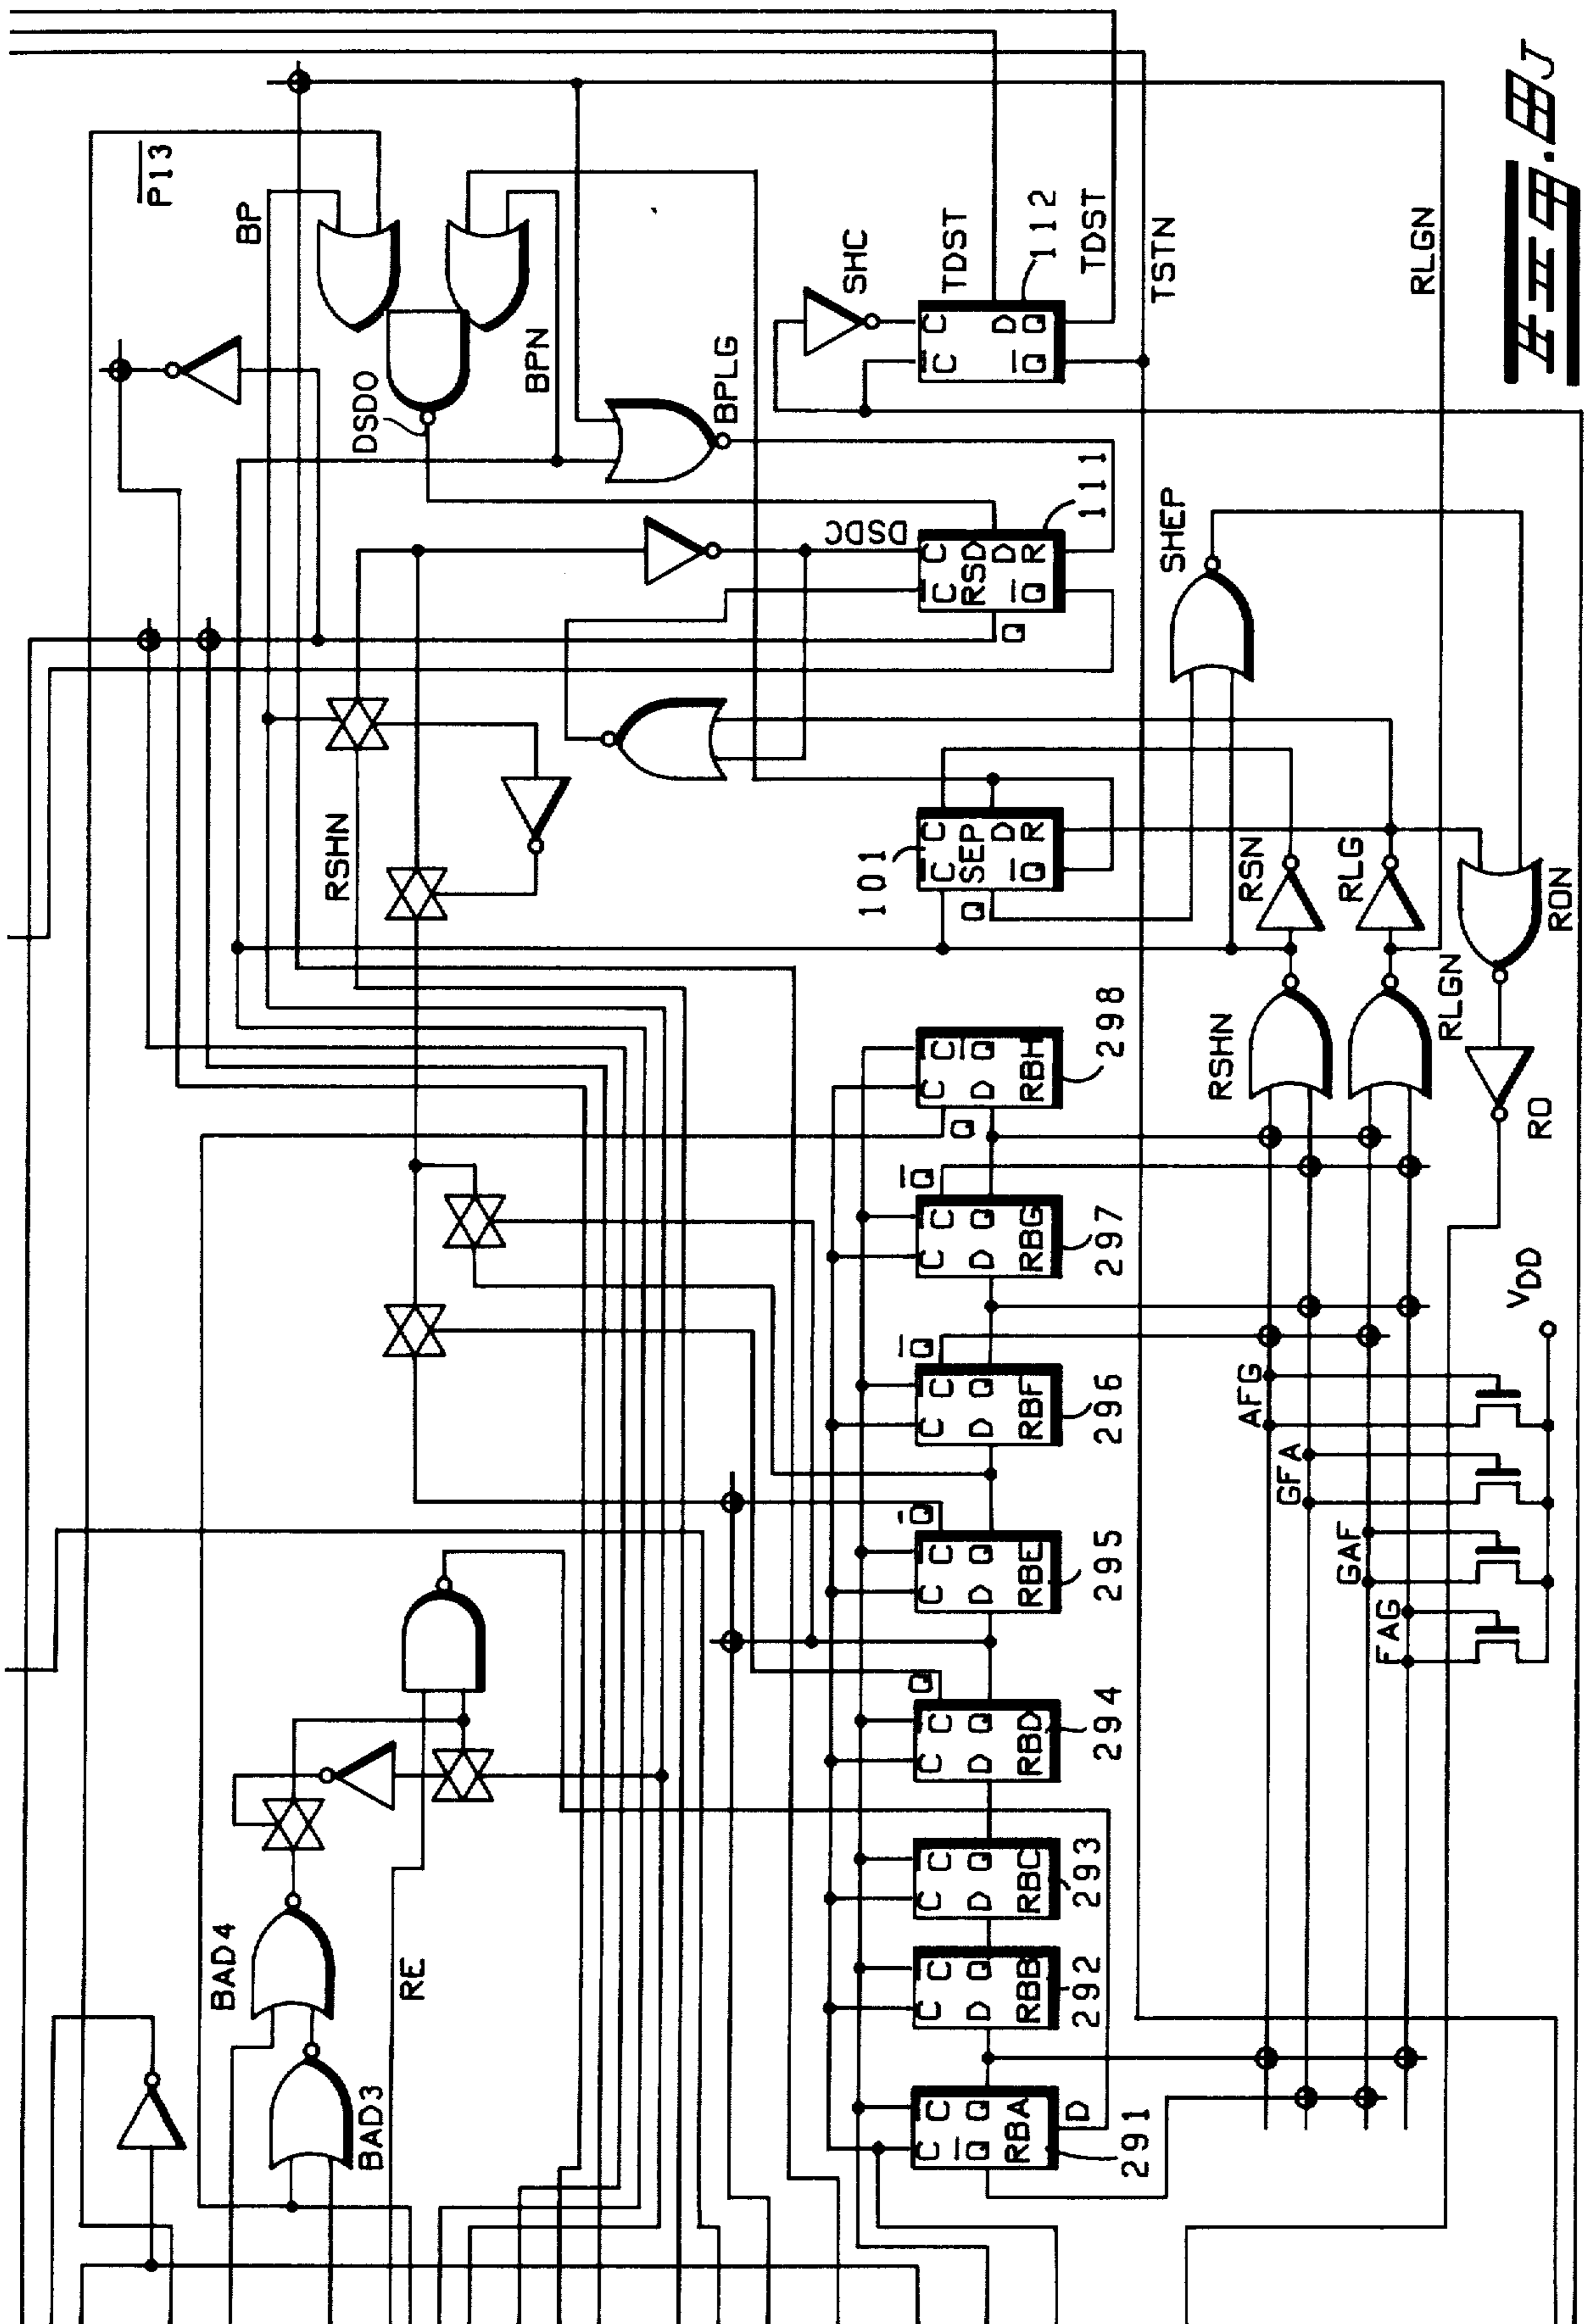 Fig. 8J
P13
BP
DSDO
BPN
BPLG
SHC
TDST
C
C
D
Q
Q
112
TDST
TSTN
RLGN
DSDC
C
C
RSD
D
R
Q
Q
111
SHEP
RSHN
101
C
C
SEP
D
R
Q
Q
RSN
RLG
RON
RLGN
RSHN
RO
C
C
Q
D
RBH
Q
298
Q
C
C
Q
D
RBG
297
Q
C
C
Q
D
RBF
296
Q
C
C
Q
D
RBE
295
Q
C
C
Q
D
RBD
294
C
C
Q
D
RBC
293
C
C
Q
D
RBB
292
C
C
Q
Q
RBA
D
291
VDD
AFG
GFA
GAF
FAG
BAD4
RE
BAD3